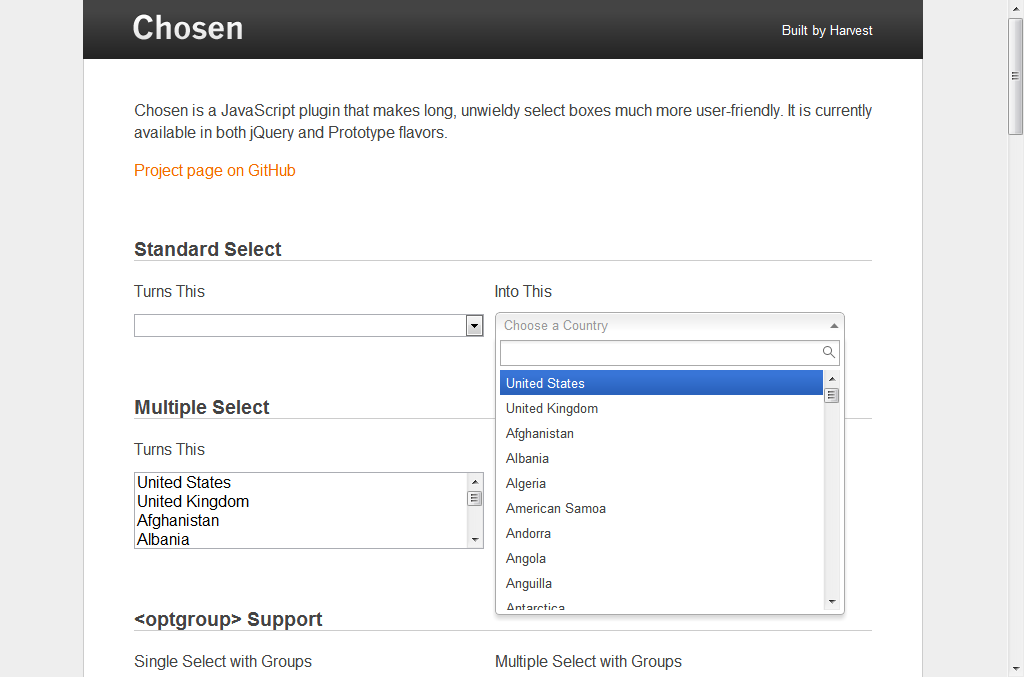 Chosen
Built by Harvest
Chosen is a JavaScript plugin that makes long, unwieldy select boxes much more user-friendly. It is currently
available in both jQuery and Prototype flavors.
Project page on GitHub
Standard Select
Turns This
Into This
Choose a Country
United States
United Kingdom
Afghanistan
Albania
Algeria
American Samoa
Andorra
Angola
Anguilla
Antarctica
Multiple Select
Turns This
United States
United Kingdom
Afghanistan
Albania
<optgroup> Support
Single Select with Groups
Multiple Select with Groups